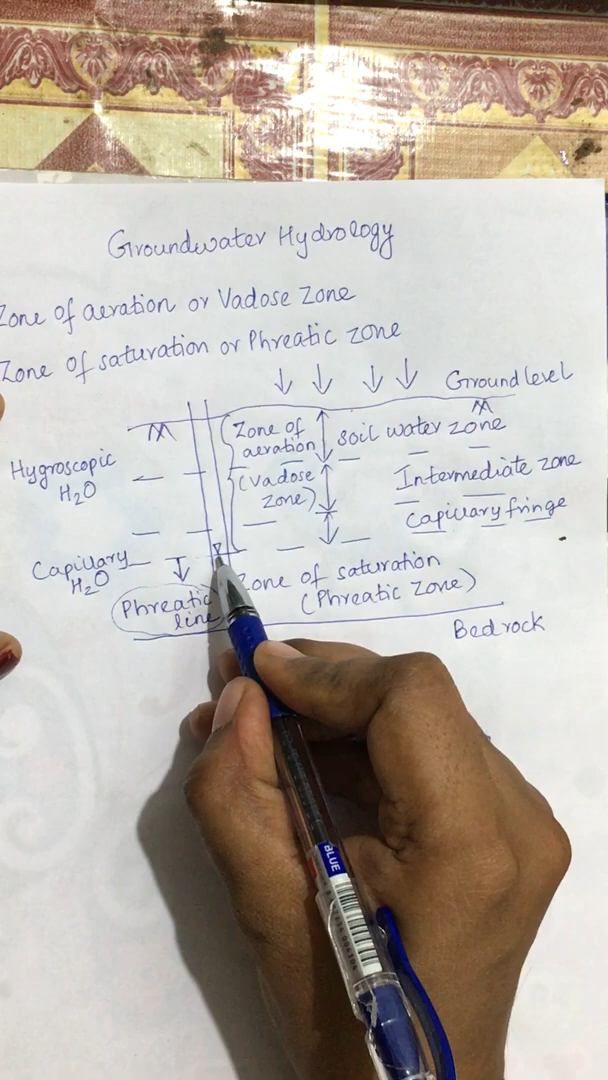 Groundwater Hydrology
Zone of aeration or Vadose Zone
Zone of saturation or Phreatic zone
Ground level
Zone of aeration
(Vadose zone)
Soil water zone
Hygroscopic H2O
Intermediate zone
Capillary fringe
Capillary H2O
Zone of saturation
(Phreatic Zone)
Phreatic line
Bedrock
BLUE